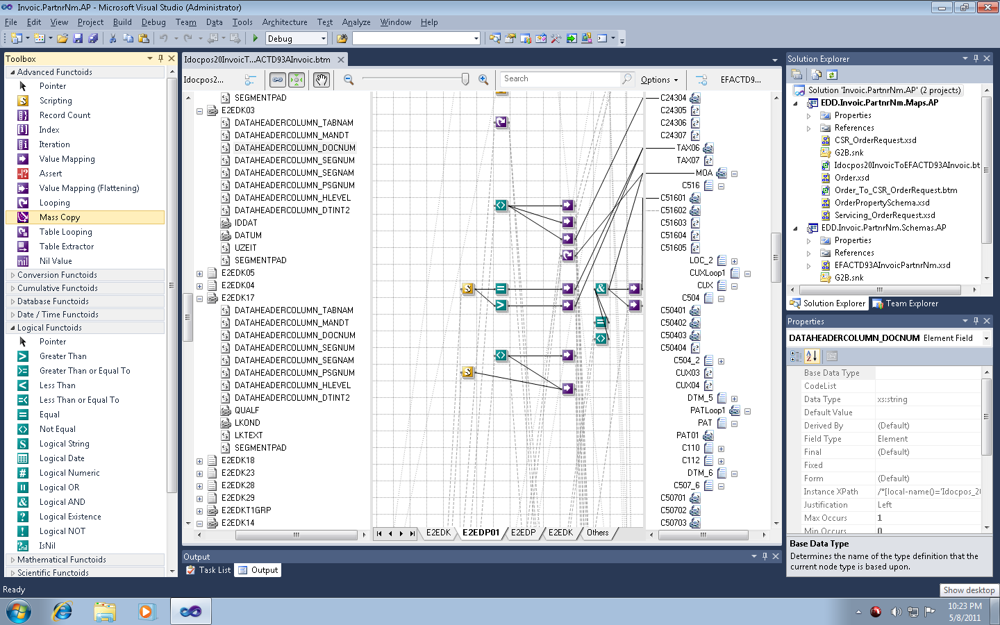 Invoic.PartnrNm.AP - Microsoft Visual Studio (Administrator)
File Edit View Project Build Debug Team Data Tools Architecture Test Analyze Window Help
Debug
Toolbox
Advanced Functoids
Pointer
Scripting
Record Count
Index
Iteration
Value Mapping
Assert
Value Mapping (Flattening)
Looping
Mass Copy
Table Looping
Table Extractor
Nil Value
Conversion Functoids
Cumulative Functoids
Database Functoids
Date / Time Functoids
Logical Functoids
Pointer
Greater Than
Greater Than or Equal To
Less Than
Less Than or Equal To
Equal
Not Equal
Logical String
Logical Date
Logical Numeric
Logical OR
Logical AND
Logical Existence
Logical NOT
IsNil
Mathematical Functoids
Scientific Functoids
Idocpos20InvoicT...ACTD93AInvoic.btm
Idocpos2...
Search
Options
EFACTD9...
SEGMENTPAD
E2EDK03
DATAHEADERCOLUMN_TABNAM
DATAHEADERCOLUMN_MANDT
DATAHEADERCOLUMN_DOCNUM
DATAHEADERCOLUMN_SEGNUM
DATAHEADERCOLUMN_SEGNAM
DATAHEADERCOLUMN_PSGNUM
DATAHEADERCOLUMN_HLEVEL
DATAHEADERCOLUMN_DTINT2
IDDAT
DATUM
UZEIT
SEGMENTPAD
E2EDK05
E2EDK04
E2EDK17
DATAHEADERCOLUMN_TABNAM
DATAHEADERCOLUMN_MANDT
DATAHEADERCOLUMN_DOCNUM
DATAHEADERCOLUMN_SEGNUM
DATAHEADERCOLUMN_SEGNAM
DATAHEADERCOLUMN_PSGNUM
DATAHEADERCOLUMN_HLEVEL
DATAHEADERCOLUMN_DTINT2
QUALF
LKOND
LKTEXT
SEGMENTPAD
E2EDK18
E2EDK23
E2EDK28
E2EDK29
E2EDKT1GRP
E2EDK14
E2EDK E2EDP01 E2EDP E2EDK Others
C24304
C24305
C24306
C24307
TAX06
TAX07
MOA
C516
C51601
C51602
C51603
C51604
C51605
LOC_2
CUXLoop1
CUX
C504
C50401
C50402
C50403
C50404
C504_2
CUX03
CUX04
DTM_5
PATLoop1
PAT
PAT01
C110
C112
DTM_6
C507_6
C50701
C50702
C50703
Output
Task List Output
Solution Explorer
Solution 'Invoic.PartnrNm.AP' (2 projects)
EDD.Invoic.PartnrNm.Maps.AP
Properties
References
CSR_OrderRequest.xsd
G2B.snk
Idocpos20InvoicToEFACTD93AInvoic.bt
Order.xsd
Order_To_CSR_OrderRequest.btm
OrderPropertySchema.xsd
Servicing_OrderRequest.xsd
EDD.Invoic.PartnrNm.Schemas.AP
Properties
References
EFACTD93AInvoicPartnrNm.xsd
G2B.snk
Solution Explorer Team Explorer
Properties
DATAHEADERCOLUMN_DOCNUM Element Field
Base Data Type
CodeList
Data Type xs:string
Default Value
Derived By (Default)
Field Type Element
Final (Default)
Fixed
Form (Default)
Instance XPath /*[local-name()='Idocpos_20
Justification Left
Max Occurs 1
Min Occurs 0
Base Data Type
Determines the name of the type definition that the
current node type is based upon.
Ready
Show desktop
10:23 PM
5/8/2011